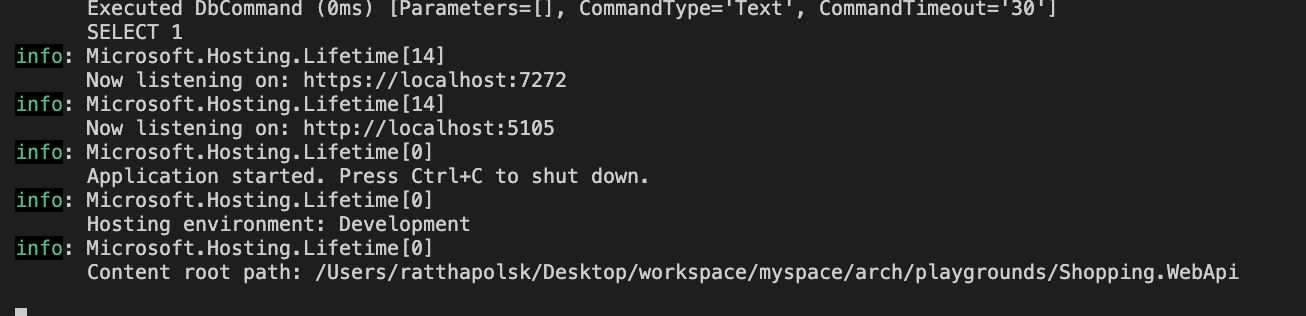 Executed DbCommand (0ms) [Parameters=[], CommandType='Text', CommandTimeout='30']
SELECT 1
info: Microsoft.Hosting.Lifetime[14]
Now listening on: https://localhost:7272
info: Microsoft.Hosting.Lifetime[14]
Now listening on: http://localhost:5105
info: Microsoft.Hosting.Lifetime[0]
Application started. Press Ctrl+C to shut down.
info: Microsoft.Hosting.Lifetime[0]
Hosting environment: Development
info: Microsoft.Hosting.Lifetime[0]
Content root path: /Users/ratthapolsk/Desktop/workspace/myspace/arch/playgrounds/Shopping.WebApi